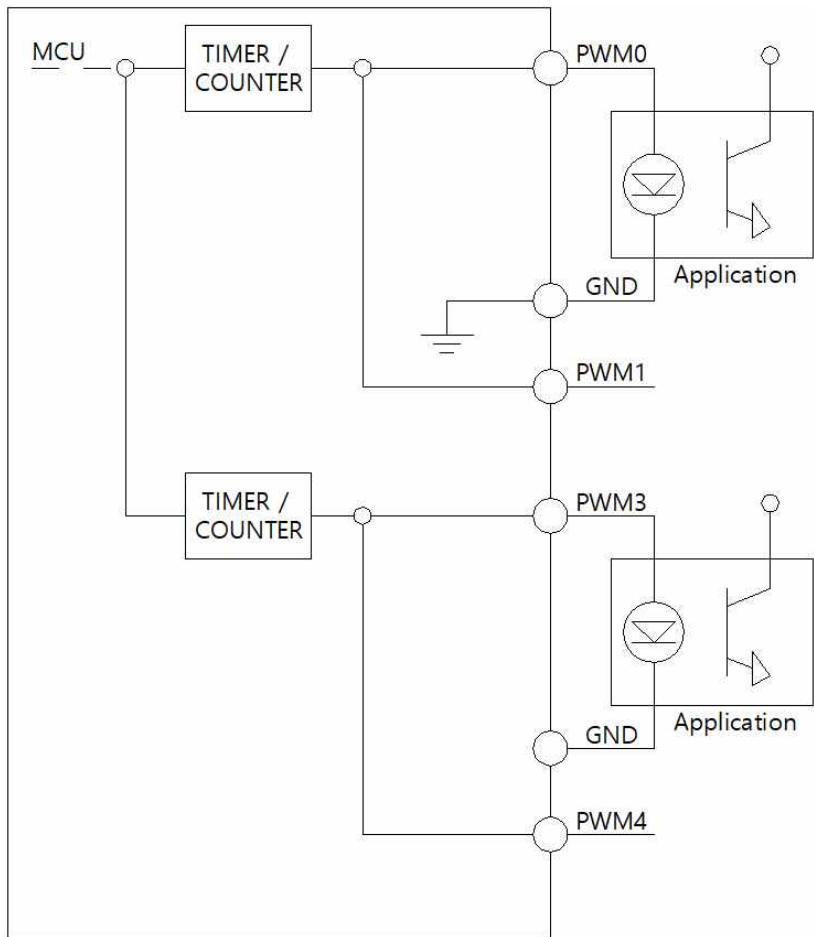 MCU
TIMER /
COUNTER
PWM0
Application
GND
PWM1
TIMER /
COUNTER
PWM3
Application
GND
PWM4